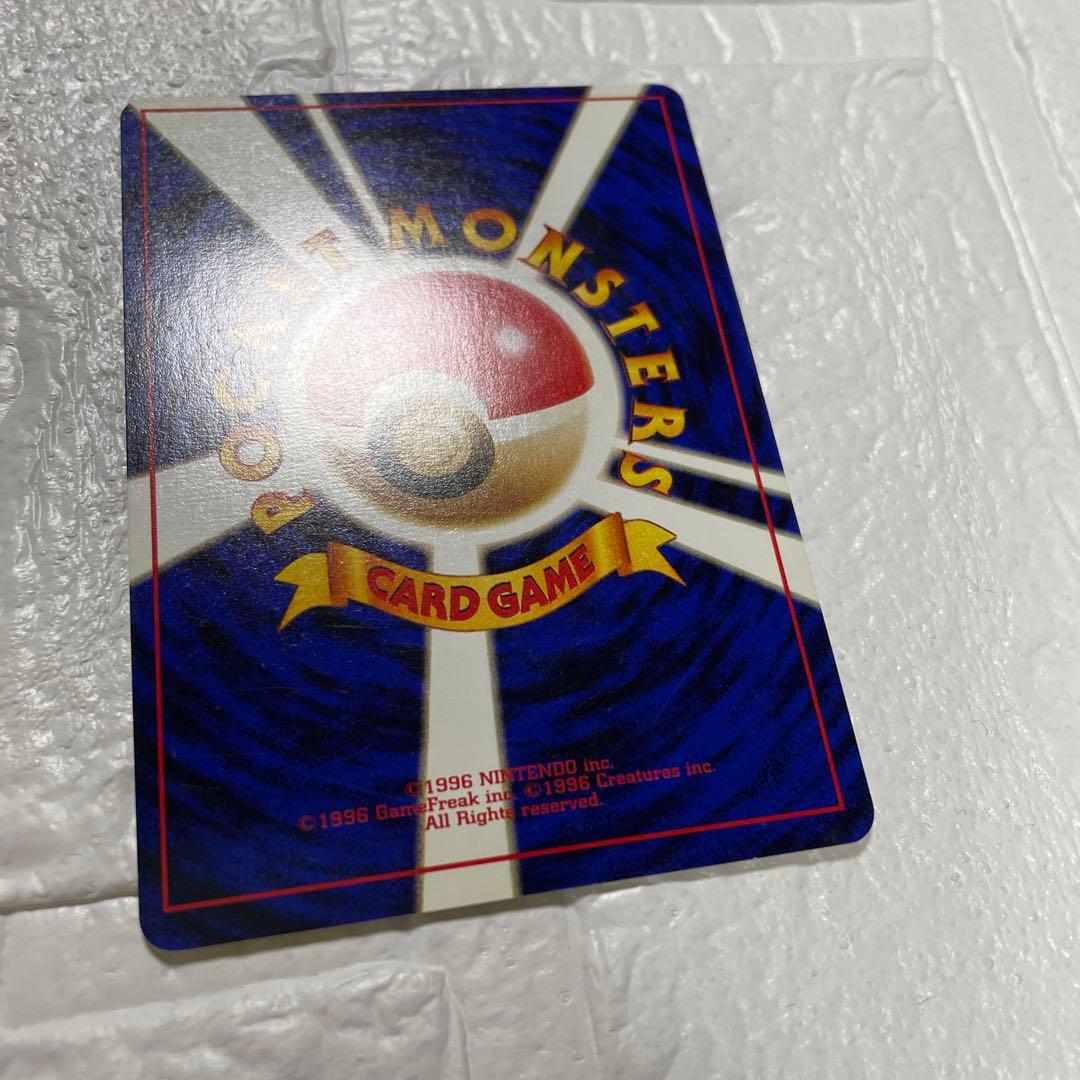 POCKET MONSTERS
CARD GAME
©1996 NINTENDO inc.
©1996 GameFreak inc. ©1996 Creatures inc.
All Rights reserved.